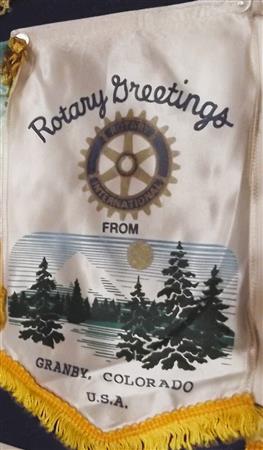 Rotary Greetings
ROTARY
INTERNATIONAL
FROM
GRANBY, COLORADO
U.S.A.